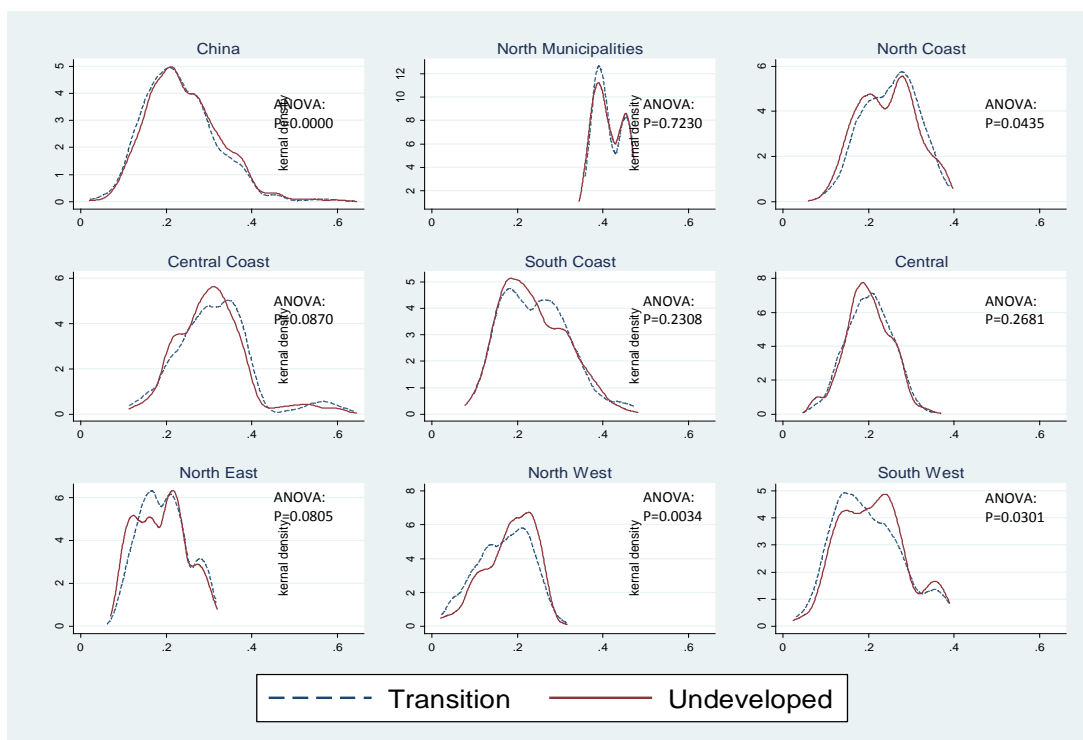 China
North Municipalities
North Coast
5
4
3
2
1
0
kernal density
ANOVA:
P=0.0000
0 .2 .4 .6
12
10
8
6
4
2
kernal density
ANOVA:
P=0.7230
0 .2 .4 .6
6
4
2
0
ANOVA:
P=0.0435
0 .2 .4 .6
Central Coast
South Coast
Central
6
4
2
0
kernal density
ANOVA:
P=0.0870
0 .2 .4 .6
5
4
3
2
1
0
kernal density
ANOVA:
P=0.2308
0 .2 .4 .6
8
6
4
2
0
ANOVA:
P=0.2681
0 .2 .4 .6
North East
North West
South West
6
4
2
0
kernal density
ANOVA:
P=0.0805
0 .2 .4 .6
8
6
4
2
0
kernal density
ANOVA:
P=0.0034
0 .2 .4 .6
5
4
3
2
1
0
ANOVA:
P=0.0301
0 .2 .4 .6
Transition
Undeveloped